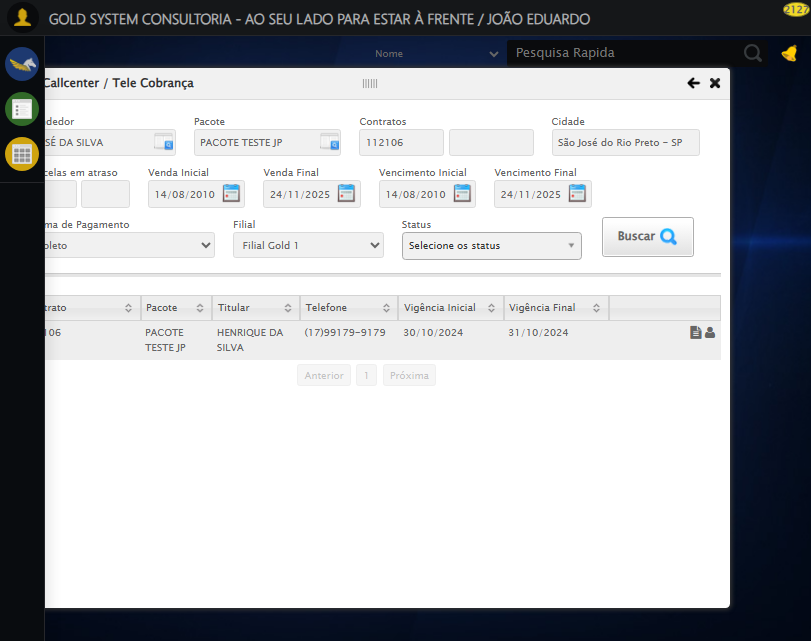 2127
GOLD SYSTEM CONSULTORIA - AO SEU LADO PARA ESTAR À FRENTE / JOÃO EDUARDO
Nome
Pesquisa Rapida
Callcenter / Tele Cobrança
dedor
Pacote
Contratos
Cidade
SÉ DA SILVA
PACOTE TESTE JP
112106
São José do Rio Preto - SP
celas em atraso
Venda Inicial
Venda Final
Vencimento Inicial
Vencimento Final
14/08/2010
24/11/2025
14/08/2010
24/11/2025
ma de Pagamento
Filial
Status
oleto
Filial Gold 1
Selecione os status
Buscar
trato
Pacote
Titular
Telefone
Vigência Inicial
Vigência Final
106
PACOTE TESTE JP
HENRIQUE DA SILVA
(17)99179-9179
30/10/2024
31/10/2024
Anterior
1
Próxima